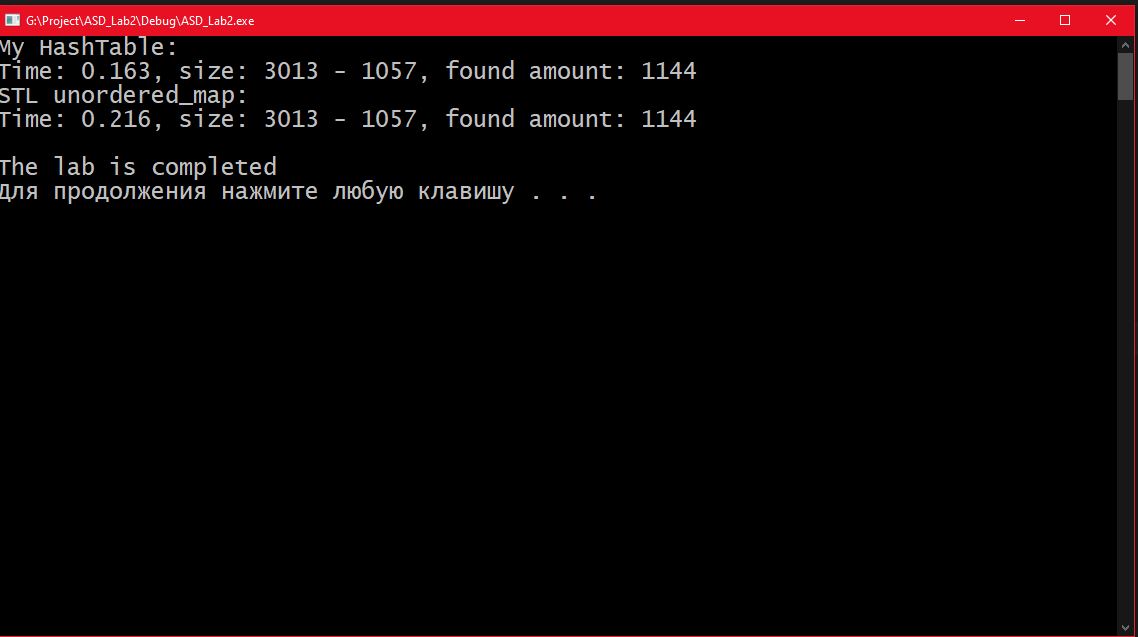 G:\Project\ASD_Lab2\Debug\ASD_Lab2.exe
My HashTable:
Time: 0.163, size: 3013 - 1057, found amount: 1144
STL unordered_map:
Time: 0.216, size: 3013 - 1057, found amount: 1144
The lab is completed
Для продолжения нажмите любую клавишу . . .